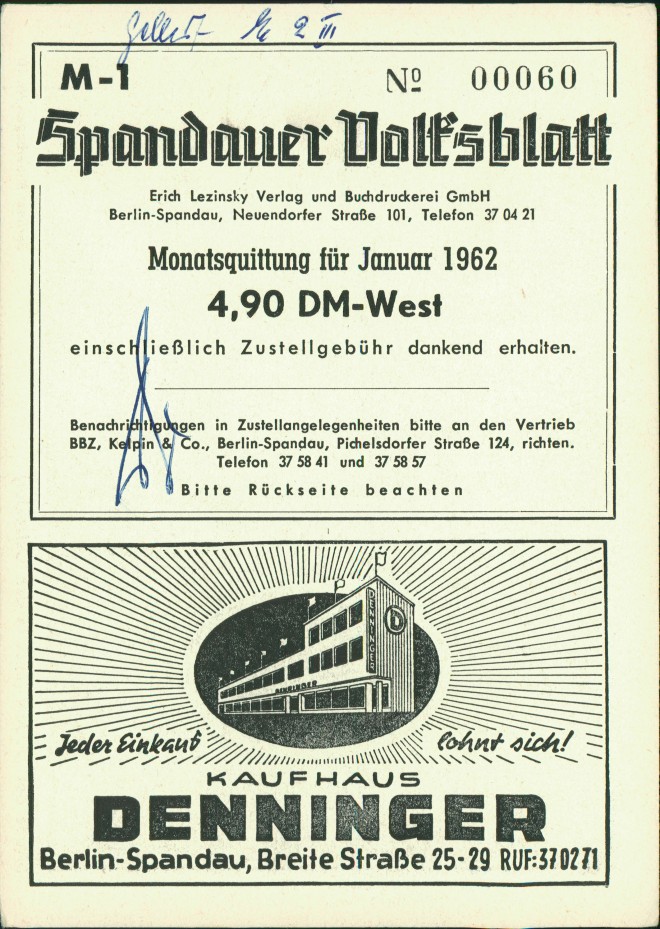 M-1 Nº 00060
Spandauer Volksblatt
Erich Lezinsky Verlag und Buchdruckerei GmbH
Berlin-Spandau, Neuendorfer Straße 101, Telefon 37 04 21
Monatsquittung für Januar 1962
4,90 DM-West
einschließlich Zustellgebühr dankend erhalten.
Benachrichtigungen in Zustellangelegenheiten bitte an den Vertrieb
BBZ, Kelpin & Co., Berlin-Spandau, Pichelsdorfer Straße 124, richten.
Telefon 37 58 41 und 37 58 57
Bitte Rückseite beachten
DENNINGER
DENNINGER
Jeder Einkauf lohnt sich!
KAUFHAUS
DENNINGER
Berlin-Spandau, Breite Straße 25-29 RUF: 370271